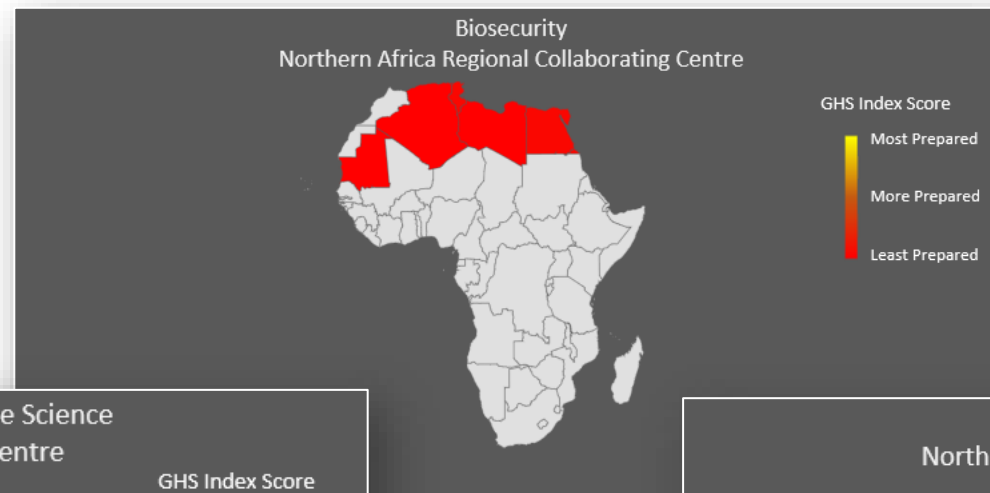 Biosecurity
Northern Africa Regional Collaborating Centre
GHS Index Score
Most Prepared
More Prepared
Least Prepared
e Science
entre
GHS Index Score
North